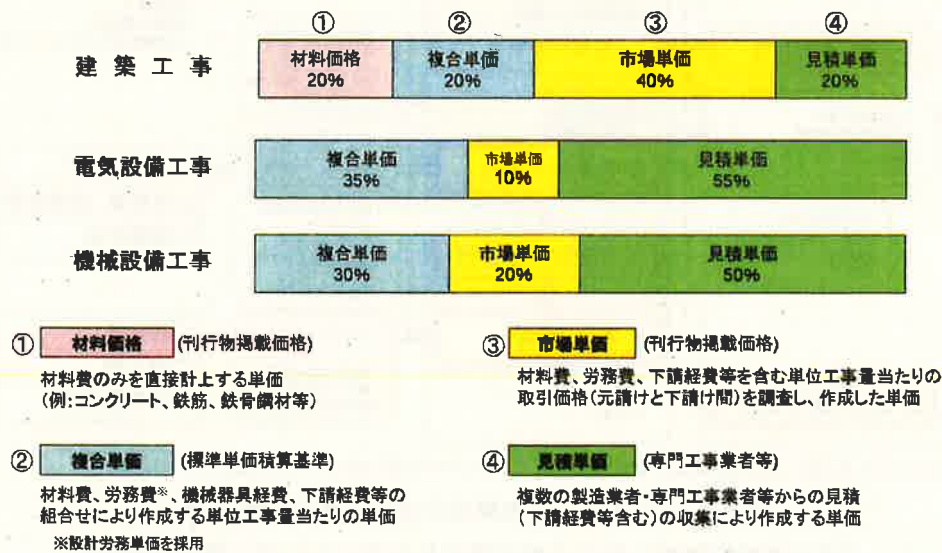 ① ② ③ ④
建築工事
材料価格 複合単価 市場単価 見積単価
20% 20% 40% 20%
電気設備工事
複合単価 市場単価 見積単価
35% 10% 55%
機械設備工事
複合単価 市場単価 見積単価
30% 20% 50%
① 材料価格 (刊行物掲載価格)
材料費のみを直接計上する単価
(例:コンクリート、鉄筋、鉄骨鋼材等)
② 複合単価 (標準単価積算基準)
材料費、労務費※、機械器具経費、下請経費等の
組合せにより作成する単位工事量当たりの単価
※設計労務単価を採用
③ 市場単価 (刊行物掲載価格)
材料費、労務費、下請経費等を含む単位工事量当たりの
取引価格(元請けと下請け間)を調査し、作成した単価
④ 見積単価 (専門工事業者等)
複数の製造業者・専門工事業者等からの見積
(下請経費等含む)の収集により作成する単価